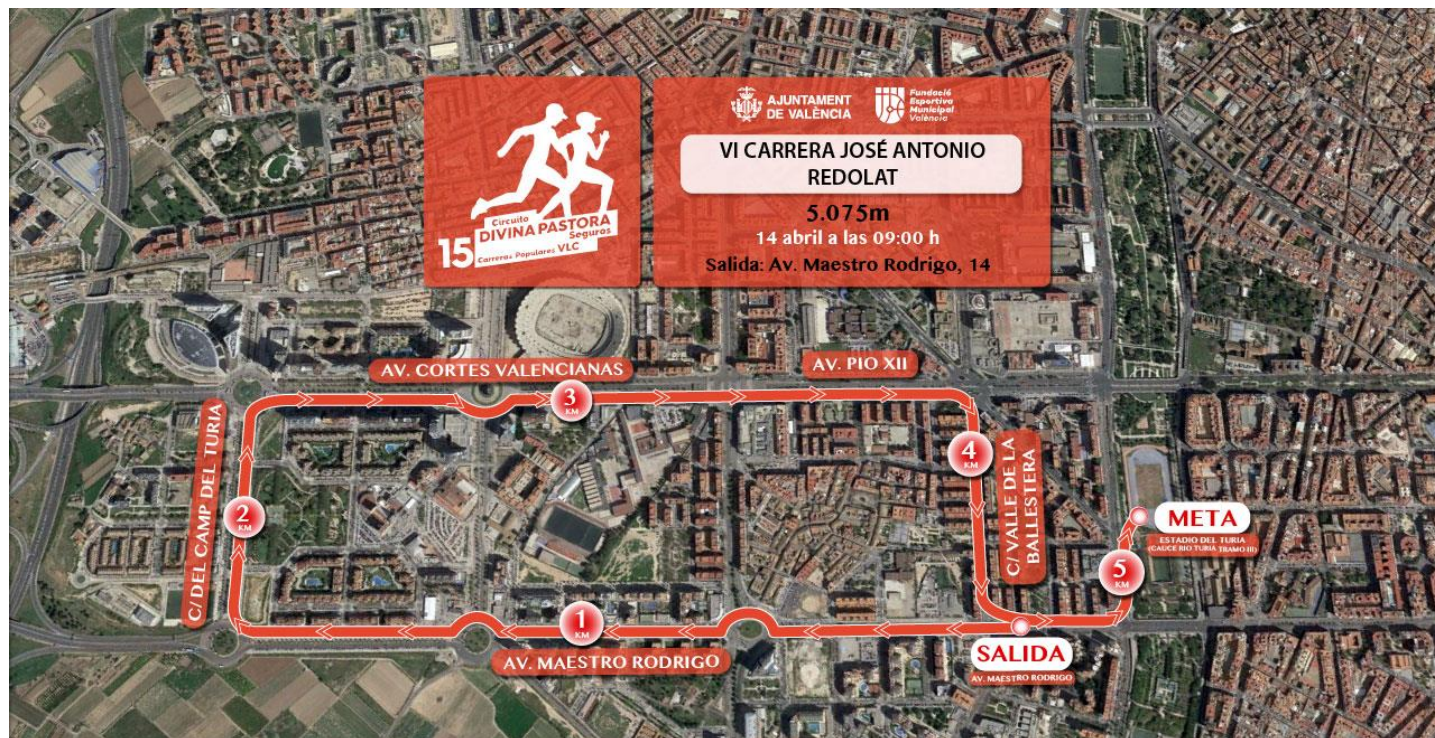 AJUNTAMENT
DE VALÈNCIA
Fundació
Esportiva
Municipal
València
VI CARRERA JOSÉ ANTONIO
REDOLAT
5.075m
14 abril a las 09:00 h
Salida: Av. Maestro Rodrigo, 14
Circuito
DIVINA PASTORA
Seguros
15 Carreras Populares VLC
AV. CORTES VALENCIANAS
AV. PIO XII
3
KM
C/ DEL CAMP DEL TURIA
4
KM
C/ VALLE DE LA
BALLESTERA
2
KM
META
ESTADIO DEL TURIA
(CAUCE RIO TURIA TRAMO III)
5
KM
1
KM
AV. MAESTRO RODRIGO
SALIDA
AV. MAESTRO RODRIGO